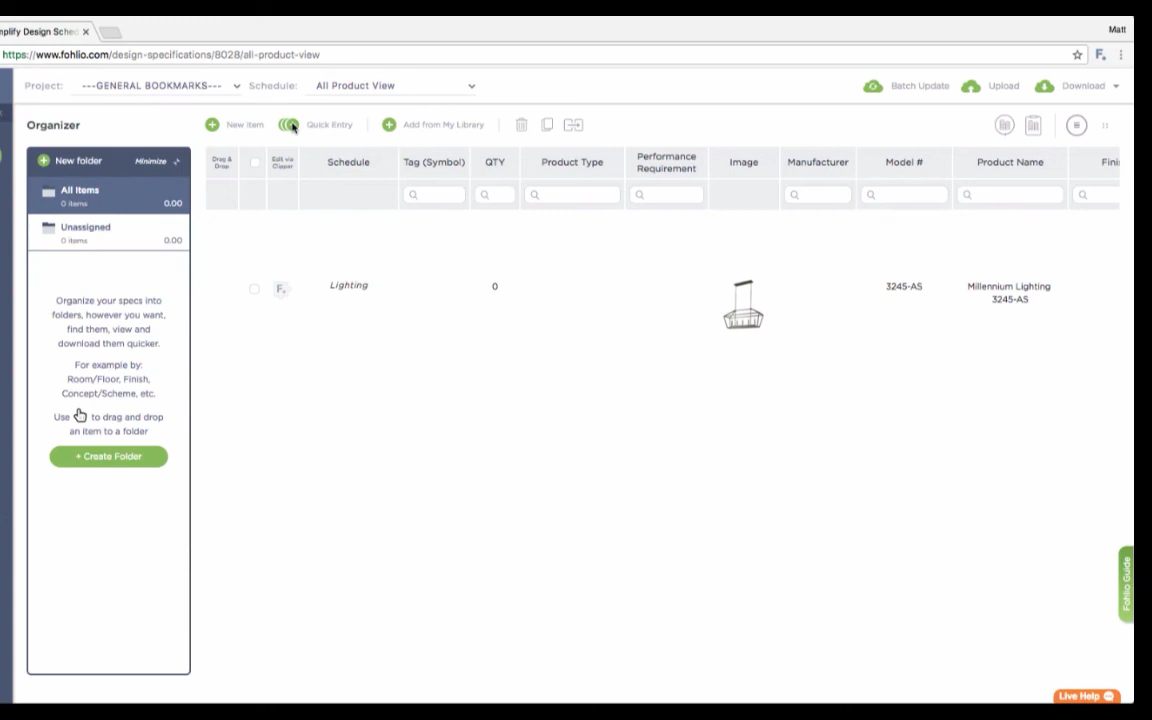 mplify Design Sched
Matt
https://www.fohlio.com/design-specifications/8028/all-product-view
F.
Project: ---GENERAL BOOKMARKS--- Schedule: All Product View
Batch Update Upload Download
Organizer
New Item Quick Entry Add from My Library
New folder Minimize
Drag & Drop
Edit via Clipper
Schedule Tag (Symbol) QTY Product Type Performance Requirement Image Manufacturer Model # Product Name Fini
All Items
0 items 0.00
Unassigned
0 items 0.00
F. Lighting 0 3245-AS Millennium Lighting
3245-AS
Organize your specs into
folders, however you want,
find them, view and
download them quicker.
For example by:
Room/Floor, Finish,
Concept/Scheme, etc.
Use to drag and drop
an item to a folder
+ Create Folder
Fohlio Guide
Live Help